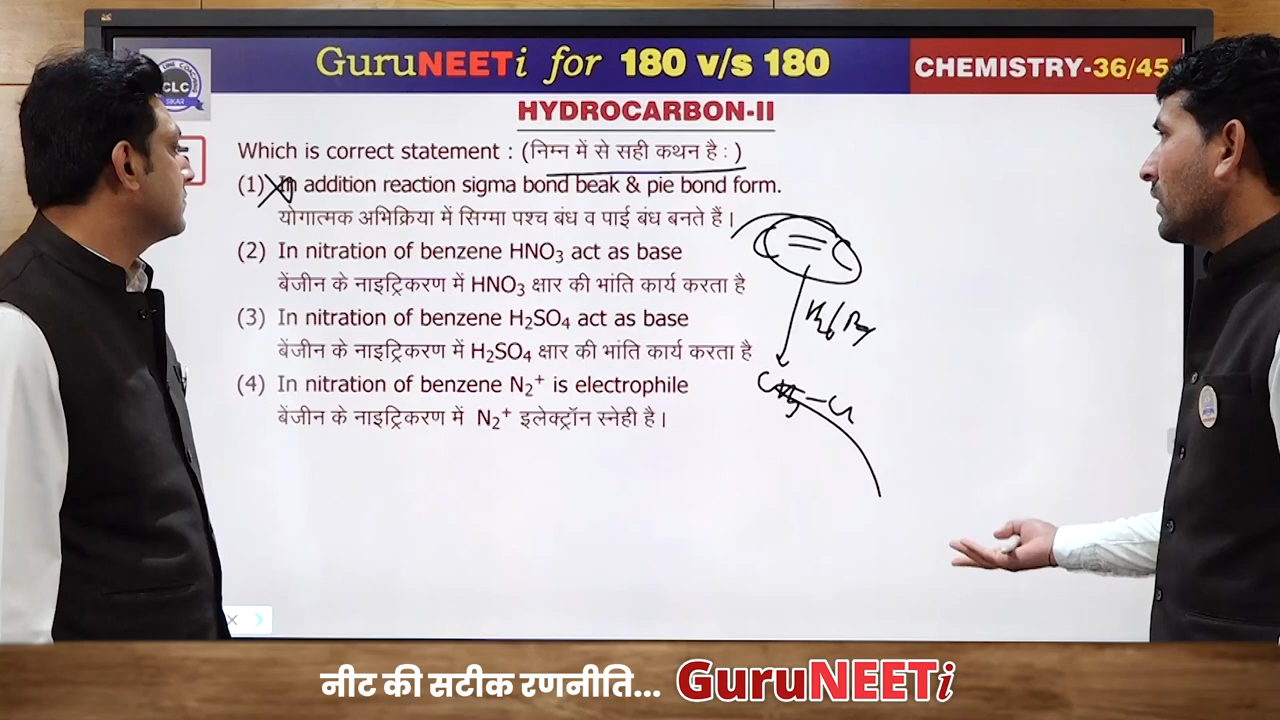 GuruNEETi for 180 v/s 180
CHEMISTRY-36/45
CLC
SIKAR
HYDROCARBON-II
Which is correct statement : (निम्न में से सही कथन है : )
(1) In addition reaction sigma bond beak & pie bond form.
योगात्मक अभिक्रिया में सिग्मा पश्च बंध व पाई बंध बनते हैं ।
(2) In nitration of benzene HNO₃ act as base
बेंजीन के नाइट्रिकरण में HNO₃ क्षार की भांति कार्य करता है
(3) In nitration of benzene H₂SO₄ act as base
बेंजीन के नाइट्रिकरण में H₂SO₄ क्षार की भांति कार्य करता है
(4) In nitration of benzene N₂⁺ is electrophile
बेंजीन के नाइट्रिकरण में N₂⁺ इलेक्ट्रॉन स्नेही है ।
नीट की सटीक रणनीति... GuruNEETi